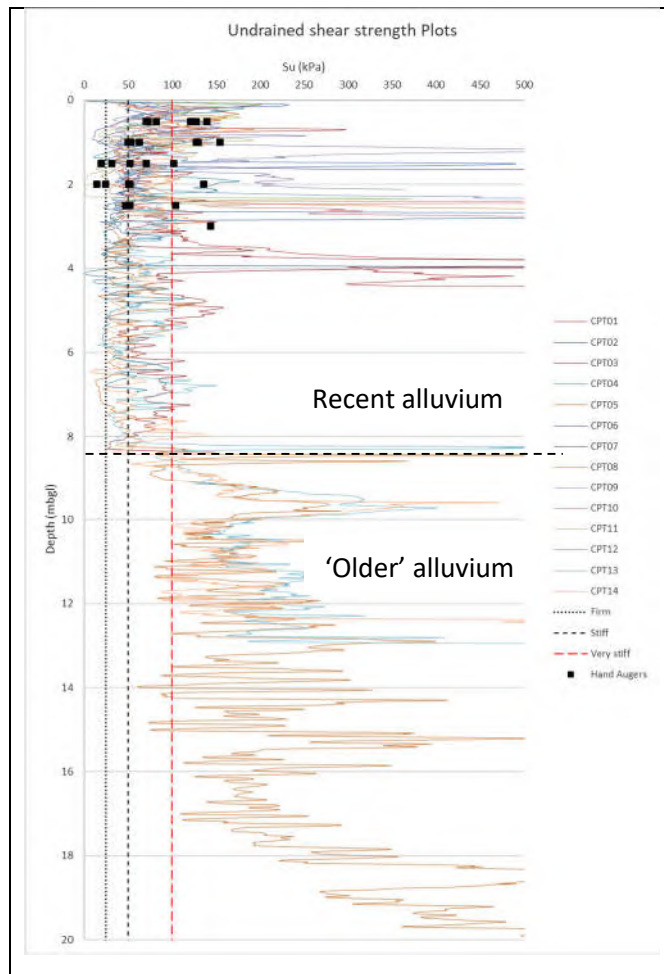 Undrained shear strength Plots
Su (kPa)
0 50 100 150 200 250 300 350 400 450 500
0
2
4
6
8
10
12
14
16
18
20
Depth (mbgl)
Recent alluvium
'Older' alluvium
CPT01
CPT02
CPT03
CPT04
CPT05
CPT06
CPT07
CPT08
CPT09
CPT10
CPT11
CPT12
CPT13
CPT14
Firm
Stiff
Very stiff
Hand Augers